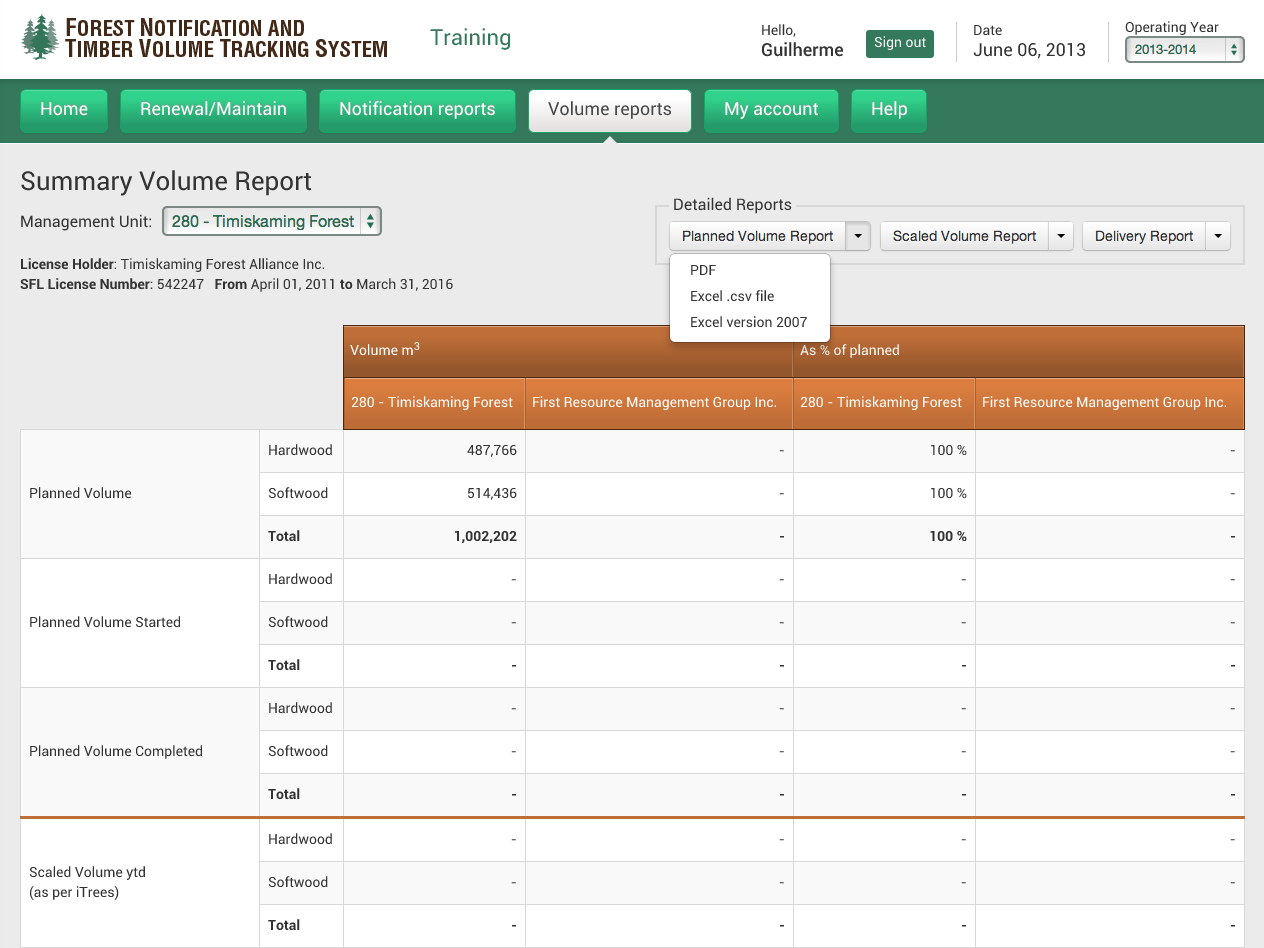 FOREST NOTIFICATION AND
TIMBER VOLUME TRACKING SYSTEM
Training
Hello,
Guilherme
Sign out
Date
June 06, 2013
Operating Year
2013-2014
Home
Renewal/Maintain
Notification reports
Volume reports
My account
Help
Summary Volume Report
Management Unit: 280 - Timiskaming Forest
License Holder: Timiskaming Forest Alliance Inc.
SFL License Number: 542247 From April 01, 2011 to March 31, 2016
Detailed Reports
Planned Volume Report
Scaled Volume Report
Delivery Report
PDF
Excel .csv file
Excel version 2007
Volume m³
As % of planned
280 - Timiskaming Forest
First Resource Management Group Inc.
280 - Timiskaming Forest
First Resource Management Group Inc.
Planned Volume
Hardwood 487,766 - 100 % -
Softwood 514,436 - 100 % -
Total 1,002,202 - 100 % -
Planned Volume Started
Hardwood - - - -
Softwood - - - -
Total - - - -
Planned Volume Completed
Hardwood - - - -
Softwood - - - -
Total - - - -
Scaled Volume ytd
(as per iTrees)
Hardwood - - - -
Softwood - - - -
Total - - - -